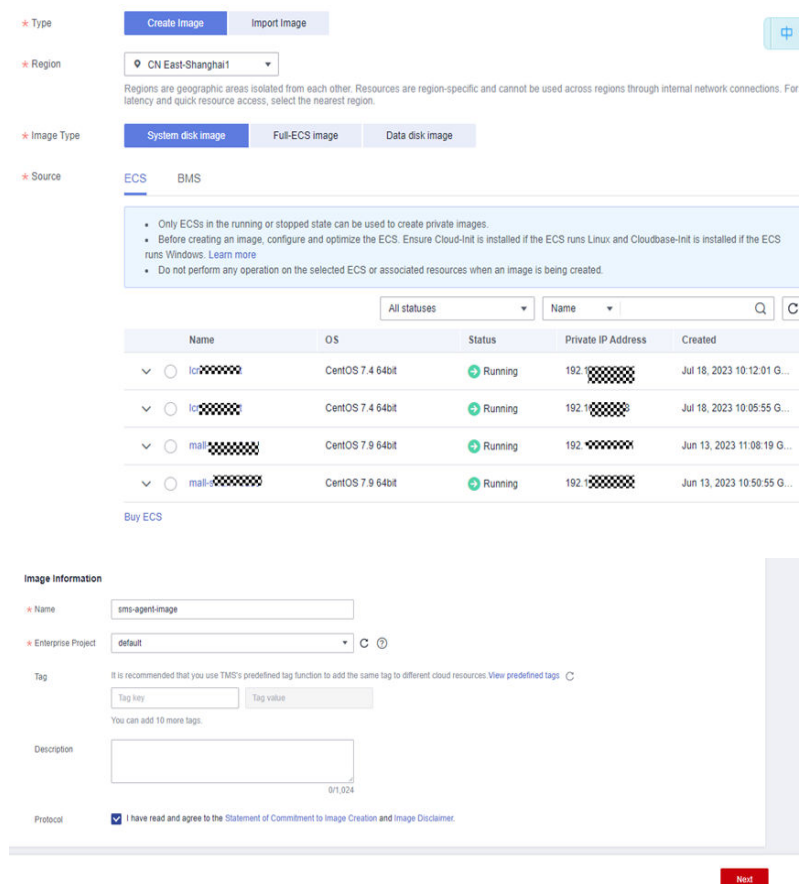 * Type Create Image Import Image
中
* Region CN East-Shanghai1
Regions are geographic areas isolated from each other. Resources are region-specific and cannot be used across regions through internal network connections. For
latency and quick resource access, select the nearest region.
* Image Type System disk image Full-ECS image Data disk image
* Source ECS BMS
• Only ECSs in the running or stopped state can be used to create private images.
• Before creating an image, configure and optimize the ECS. Ensure Cloud-Init is installed if the ECS runs Linux and Cloudbase-Init is installed if the ECS
runs Windows. Learn more
• Do not perform any operation on the selected ECS or associated resources when an image is being created.
All statuses Name
Name OS Status Private IP Address Created
CentOS 7.4 64bit Running 192.1 Jul 18, 2023 10:12:01 G...
CentOS 7.4 64bit Running 192.1 Jul 18, 2023 10:05:55 G...
mall- CentOS 7.9 64bit Running 192. Jun 13, 2023 11:08:19 G...
mall-s CentOS 7.9 64bit Running 192.1 Jun 13, 2023 10:50:55 G...
Buy ECS
Image Information
* Name sms-agent-image
* Enterprise Project default
Tag It is recommended that you use TMS's predefined tag function to add the same tag to different cloud resources.View predefined tags
Tag key Tag value
You can add 10 more tags.
Description
0/1,024
Protocol I have read and agree to the Statement of Commitment to Image Creation and Image Disclaimer.
Next